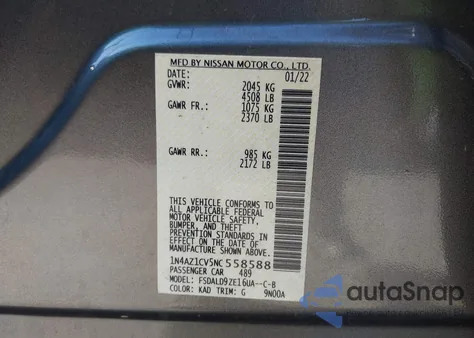 MFD BY NISSAN MOTOR CO., LTD.
DATE: 01/22
GVWR: 2045 KG
4508 LB
GAWR FR.: 1075 KG
2370 LB
GAWR RR.: 985 KG
2172 LB
THIS VEHICLE CONFORMS TO
ALL APPLICABLE FEDERAL
MOTOR VEHICLE SAFETY,
BUMPER, AND THEFT
PREVENTION STANDARDS IN
EFFECT ON THE DATE OF
MANUFACTURE SHOWN ABOVE.
1N4AZ1CV5NC558588
PASSENGER CAR 489
MODEL: FSDALD9ZE16UA--C-B
COLOR: KAD TRIM: G 9N00A
autoSnap